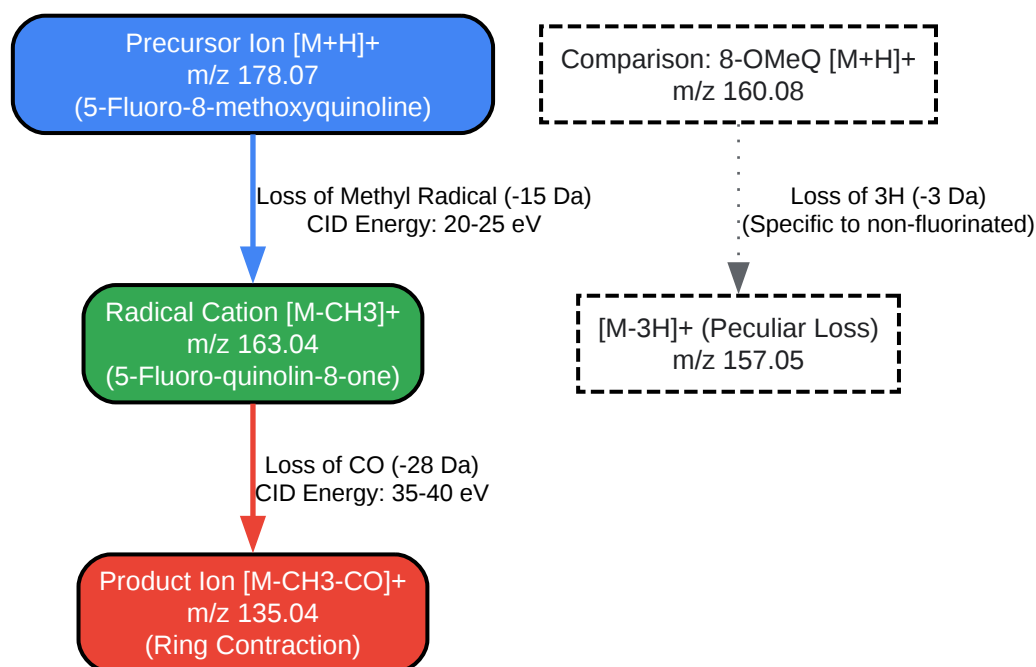 Precursor Ion [M+H]+
m/z 178.07
(5-Fluoro-8-methoxyquinoline)
Comparison: 8-OMeQ [M+H]+
m/z 160.08
Loss of Methyl Radical (-15 Da)
CID Energy: 20-25 eV
Loss of 3H (-3 Da)
(Specific to non-fluorinated)
Radical Cation [M-CH3]+
m/z 163.04
(5-Fluoro-quinolin-8-one)
[M-3H]+ (Peculiar Loss)
m/z 157.05
Loss of CO (-28 Da)
CID Energy: 35-40 eV
Product Ion [M-CH3-CO]+
m/z 135.04
(Ring Contraction)